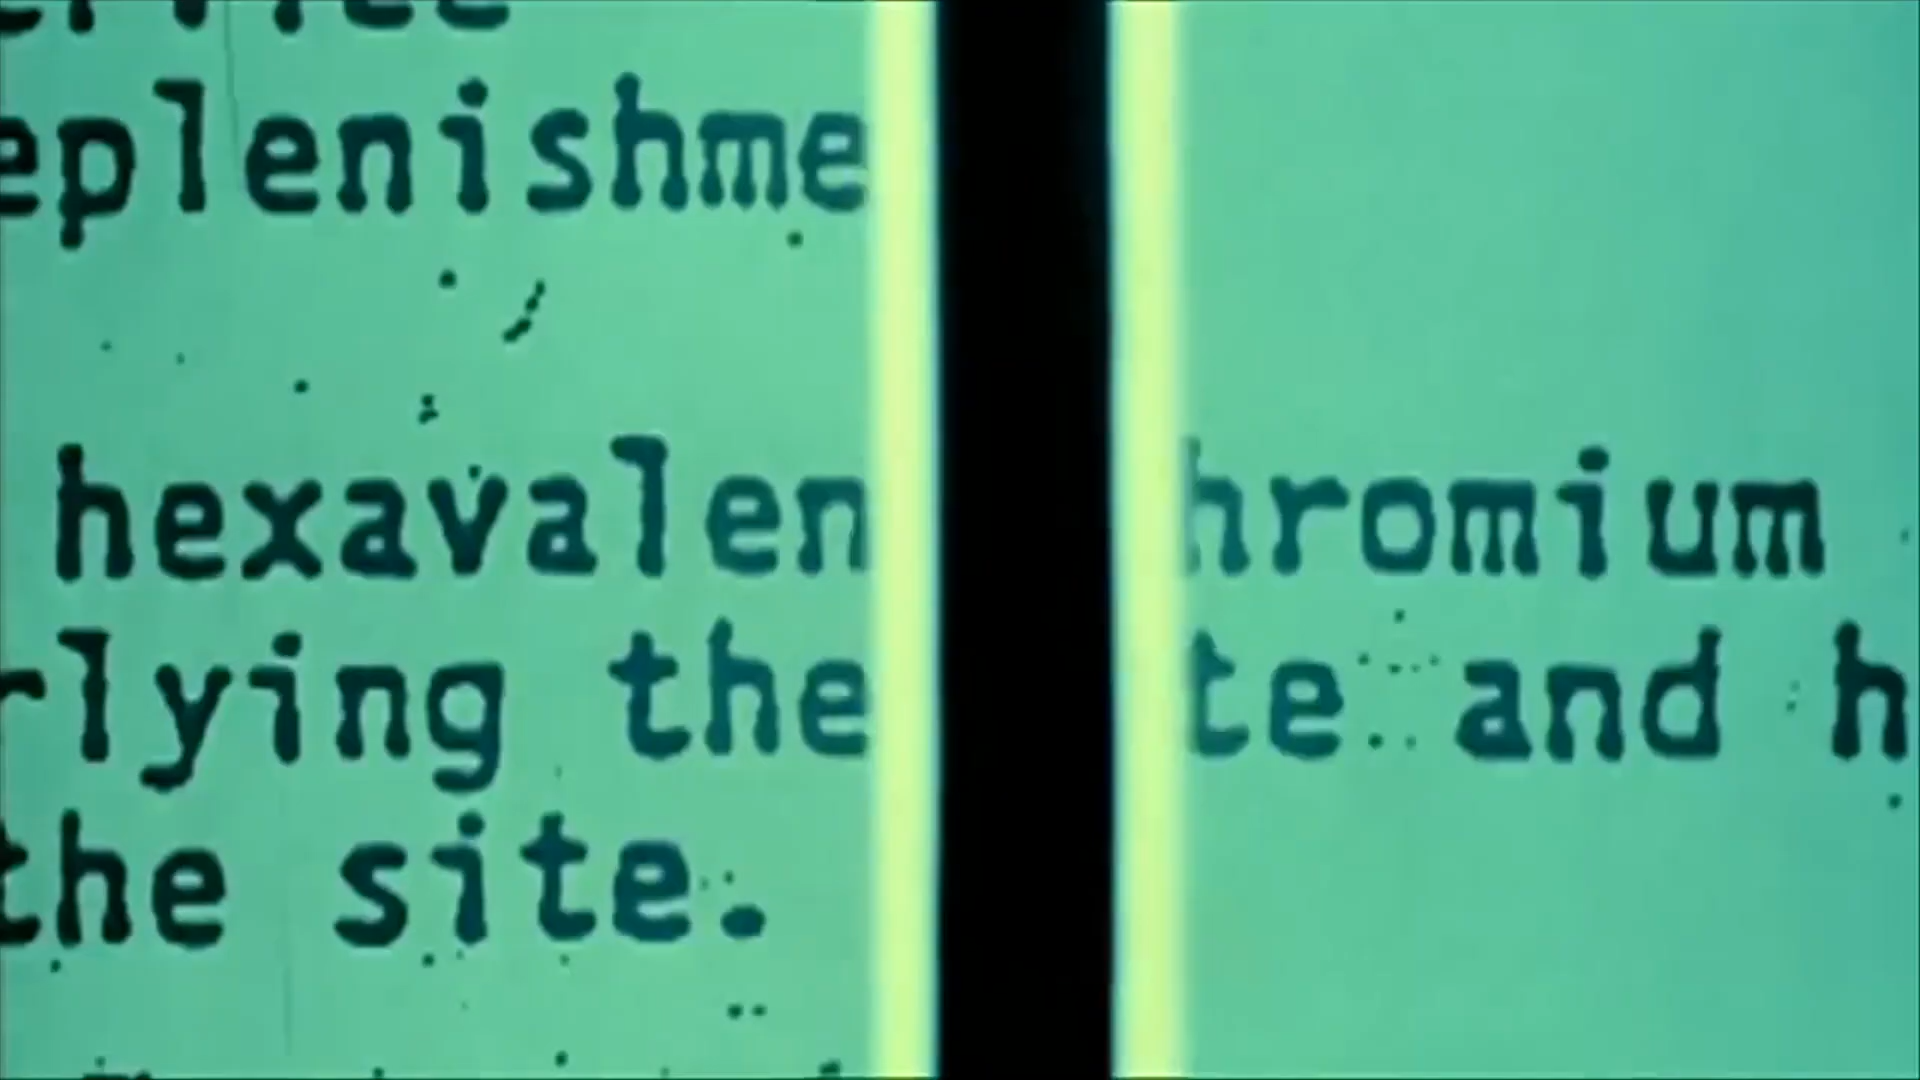 eplenishme
hexavalen hromium
rlying the te and h
the site.